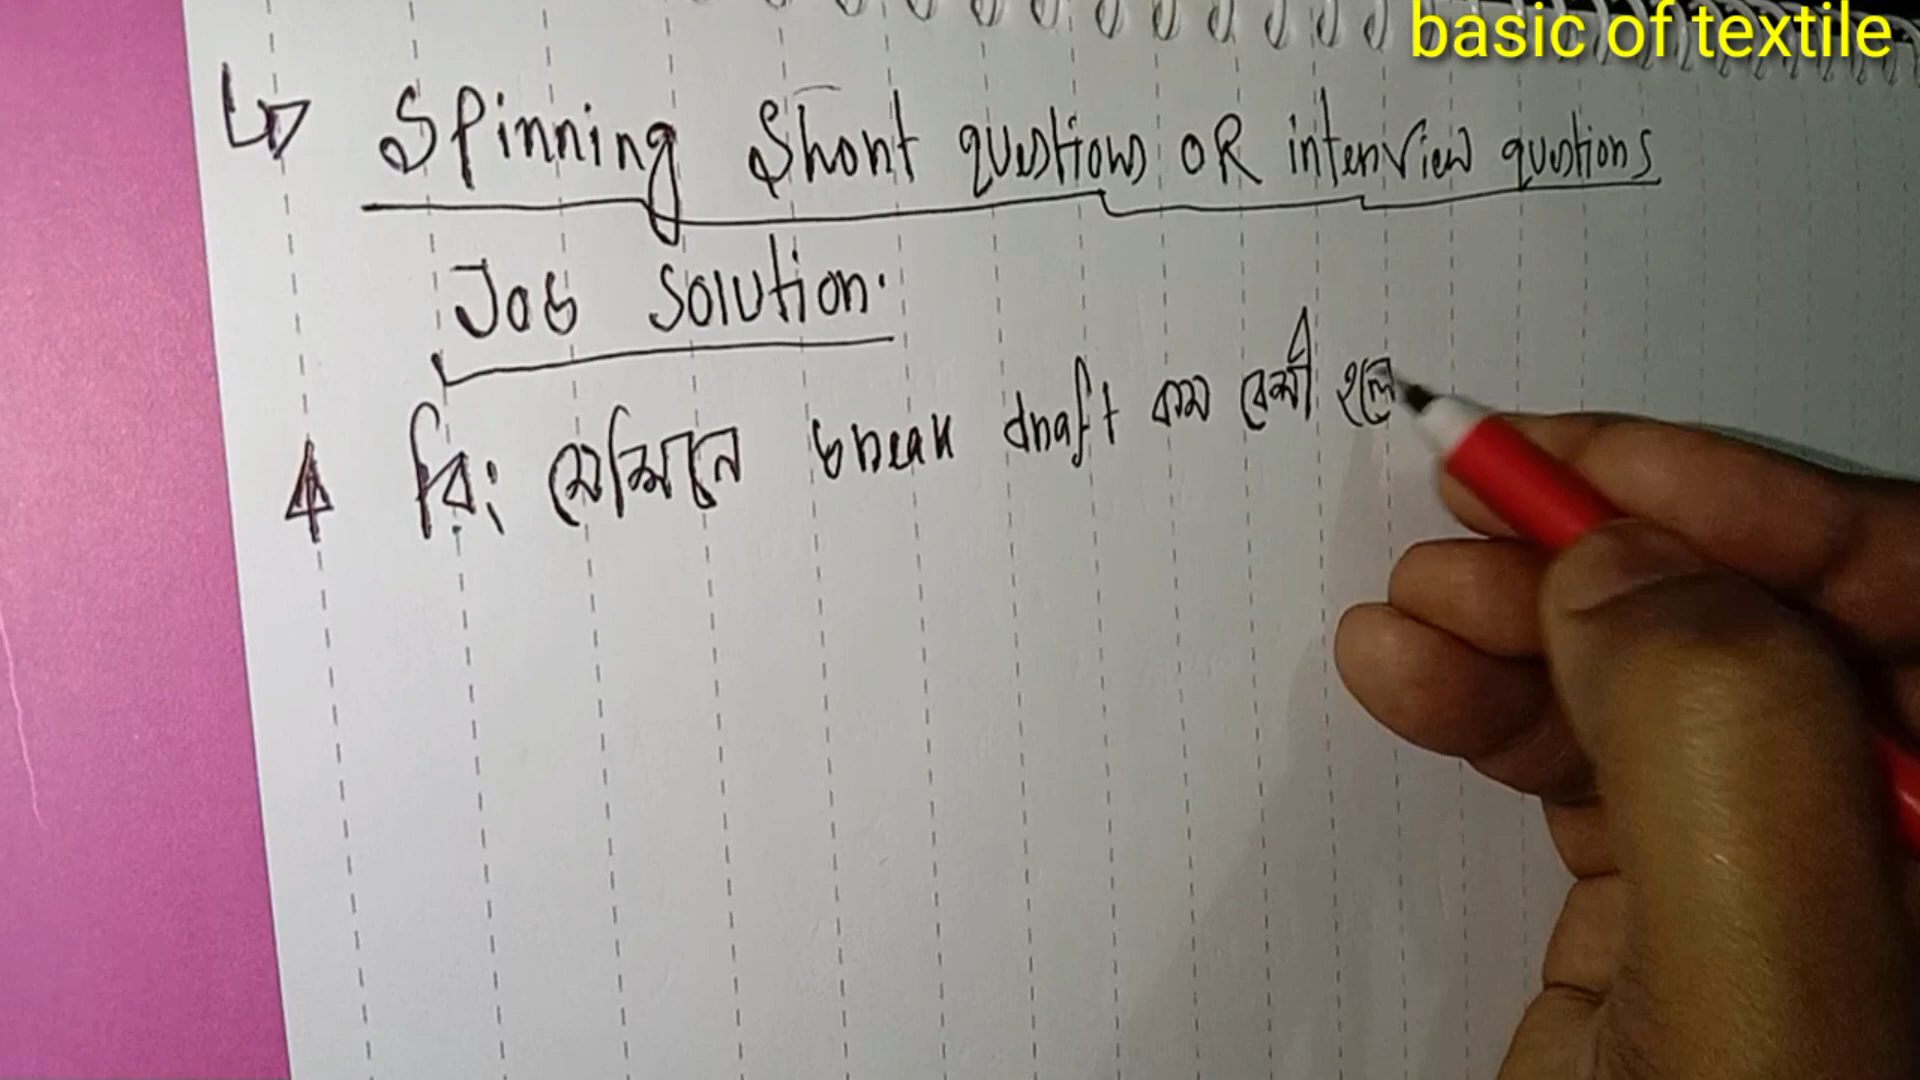 basic of textile
Spinning Short questions OR interview questions
Job solution.
রিং মেশিনে break draft কম বেশী হলে